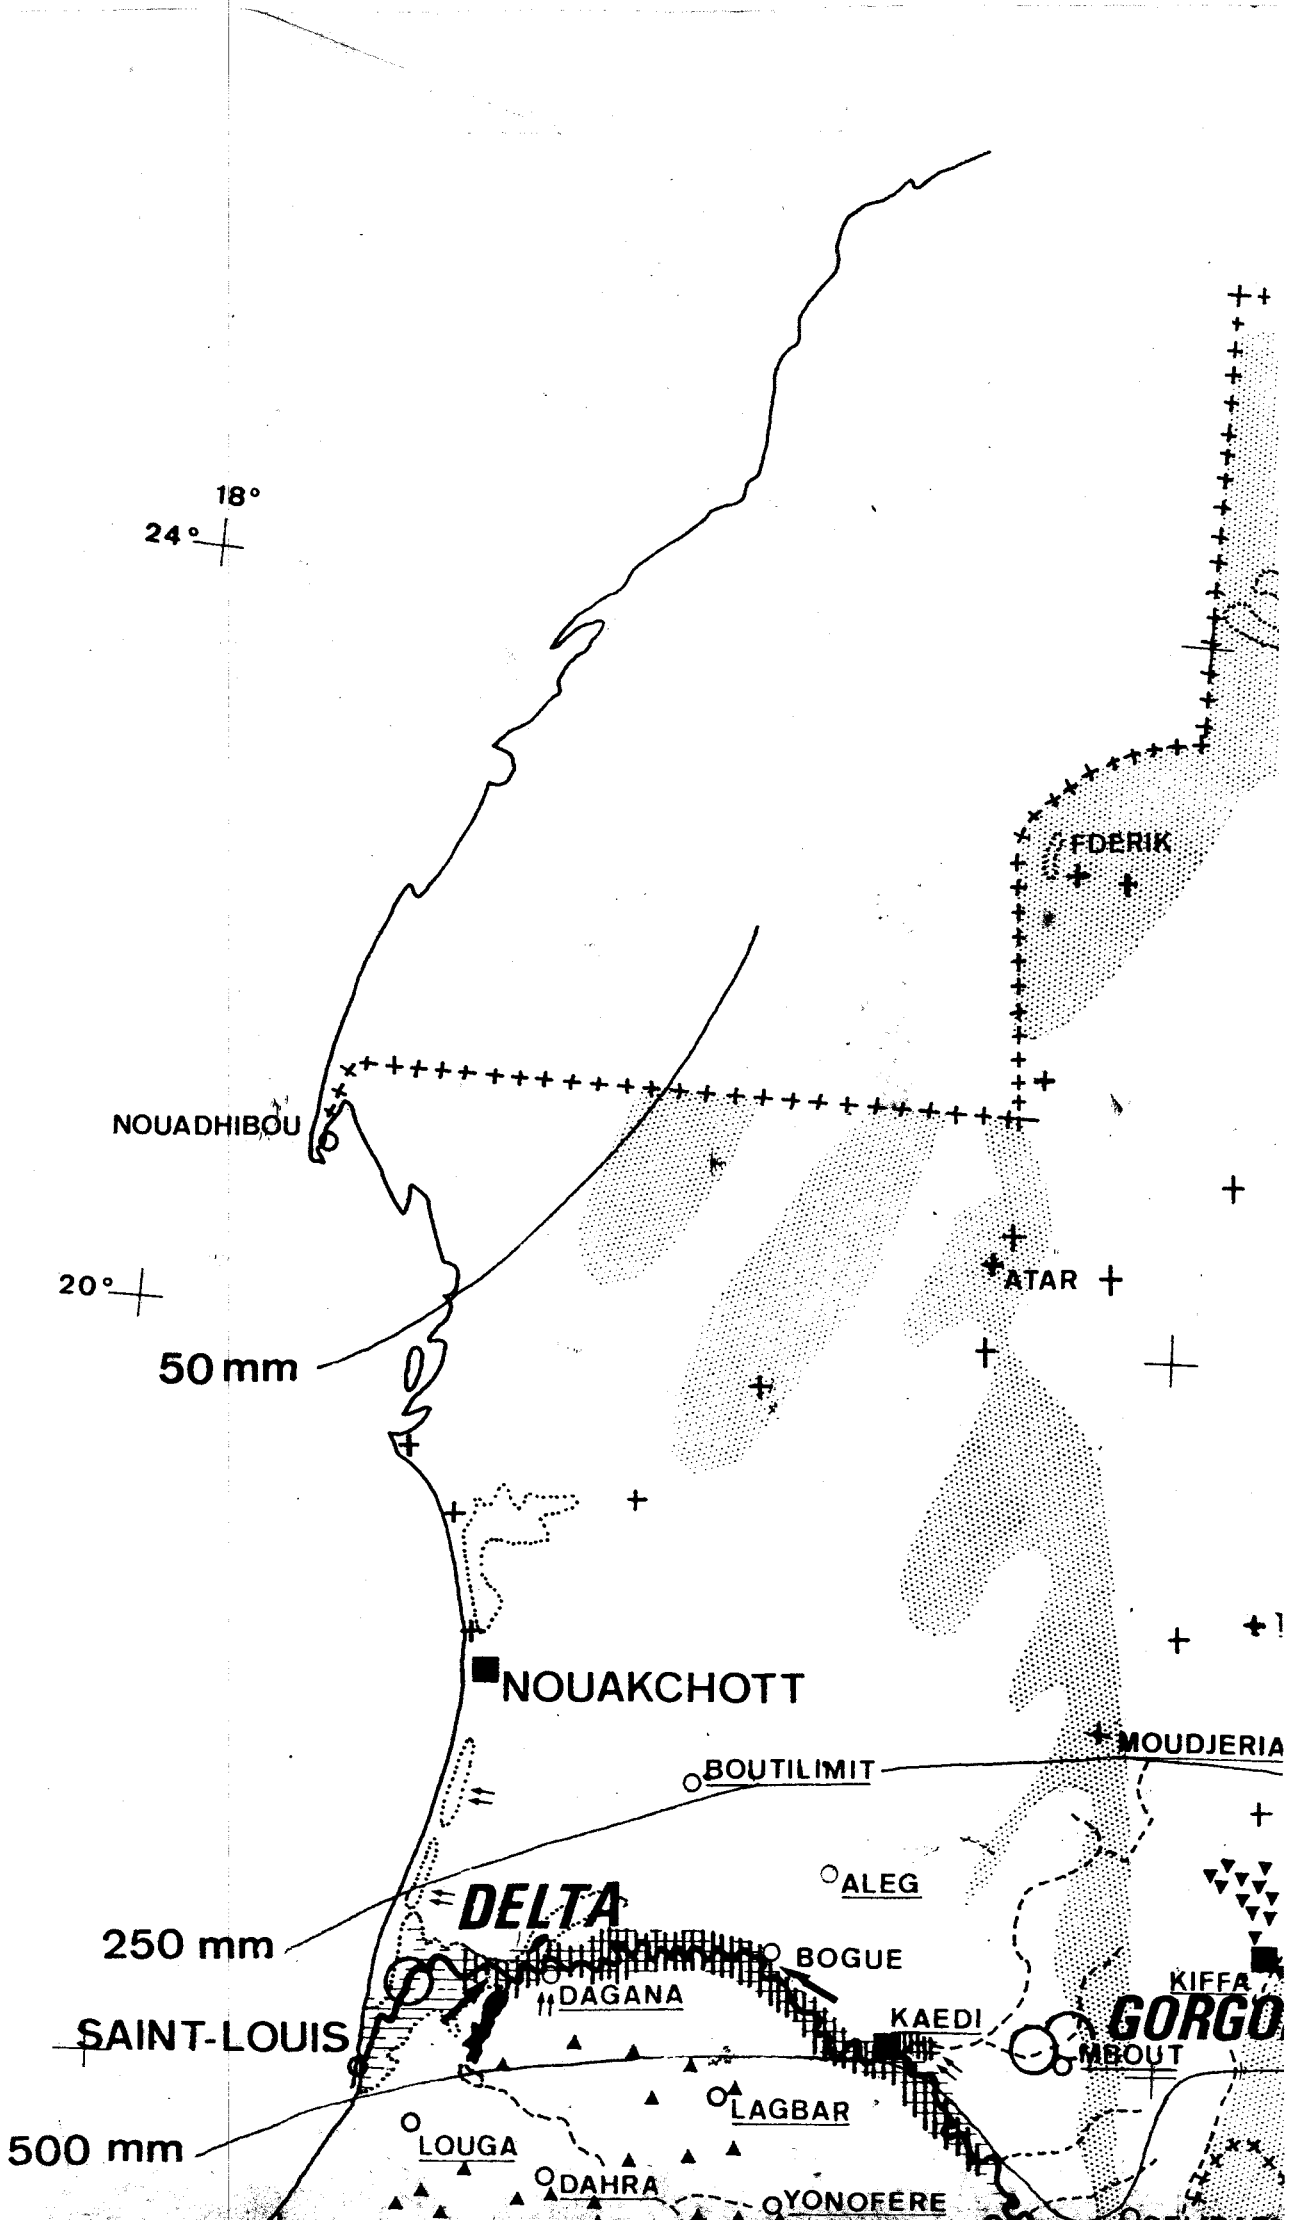 18°
24°
FDERIK
NOUADHIBOU
20°
ATAR
50 mm
NOUAKCHOTT
MOUDJERIA
BOUTILIMIT
ALEG
DELTA
250 mm
BOGUE
KIFFA
DAGANA
KAEDI
GORGO
SAINT-LOUIS
MBOUT
LAGBAR
500 mm
LOUGA
DAHRA
YONOFERE